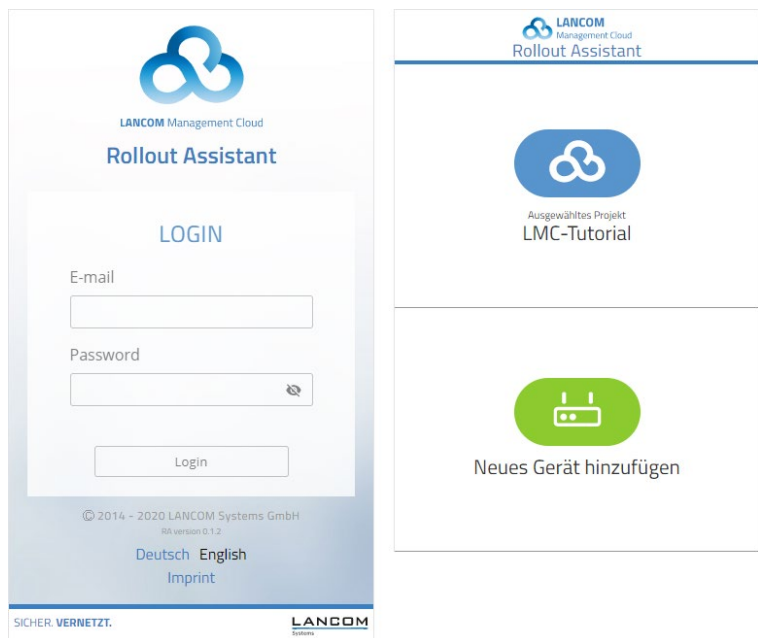 LANCOM Management Cloud
Rollout Assistant
LOGIN
E-mail
Password
Login
© 2014 – 2020 LANCOM Systems GmbH
RA version 0.1.2
Deutsch English
Imprint
SICHER. VERNETZT.
LANCOM
Systems
LANCOM
Management Cloud
Rollout Assistant
Ausgewähltes Projekt
LMC-Tutorial
Neues Gerät hinzufügen